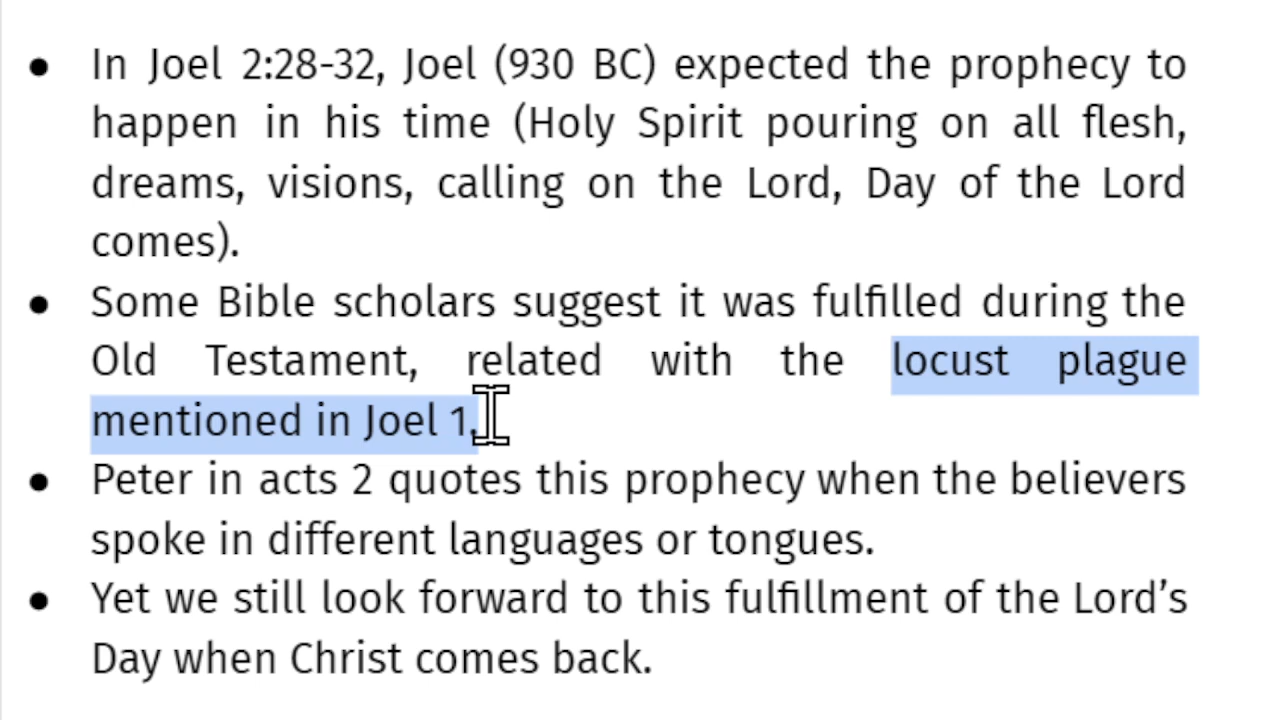 ● In Joel 2:28-32, Joel (930 BC) expected the prophecy to
happen in his time (Holy Spirit pouring on all flesh,
dreams, visions, calling on the Lord, Day of the Lord
comes).
● Some Bible scholars suggest it was fulfilled during the
Old Testament, related with the locust plague
mentioned in Joel 1.
● Peter in acts 2 quotes this prophecy when the believers
spoke in different languages or tongues.
● Yet we still look forward to this fulfillment of the Lord’s
Day when Christ comes back.